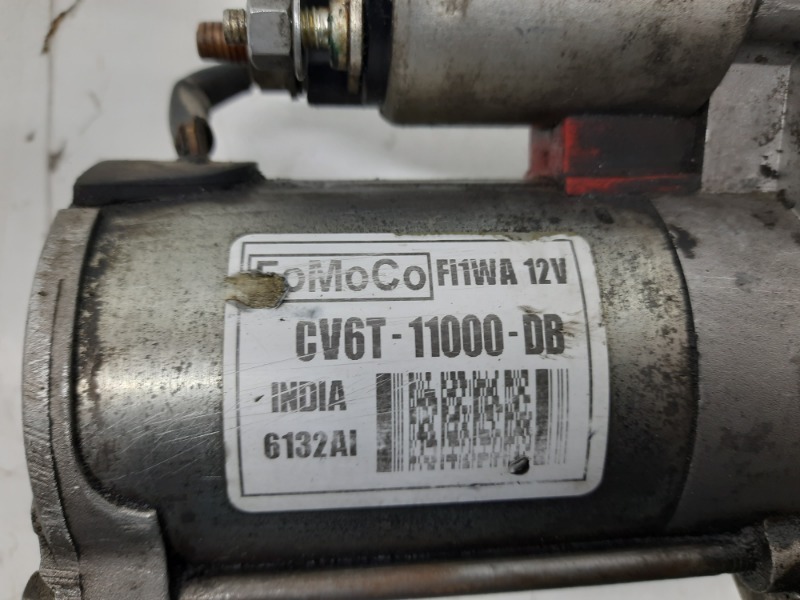 FoMoCo FI1WA 12V
CV6T-11000-DB
INDIA
6132AI